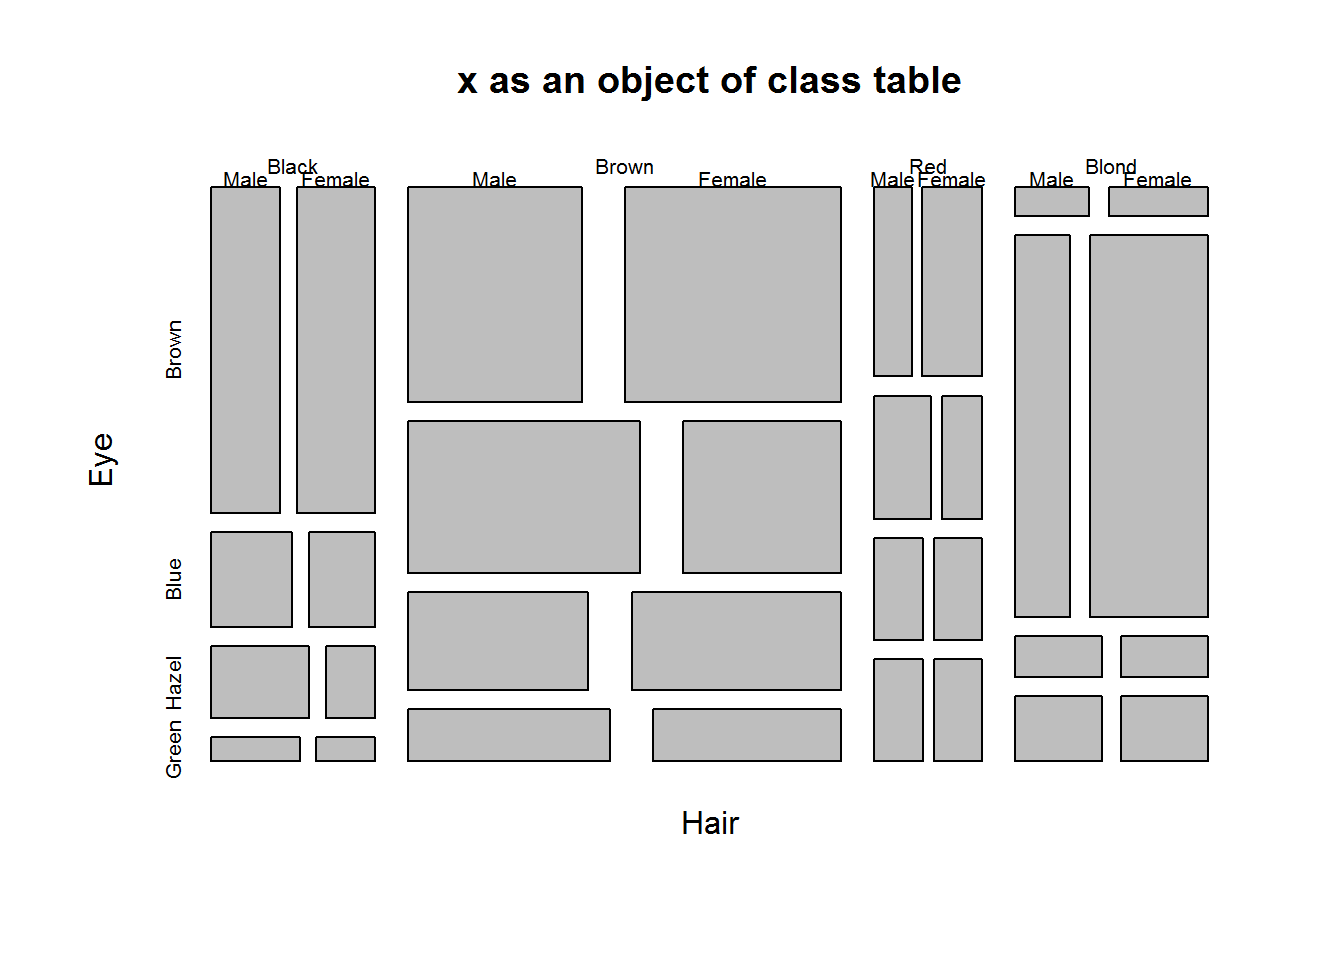 x as an object of class table
Black Brown Red Blond
Male Female Male Female Male Female Male Female
Brown
Eye
Blue
Hazel
Green
Hair